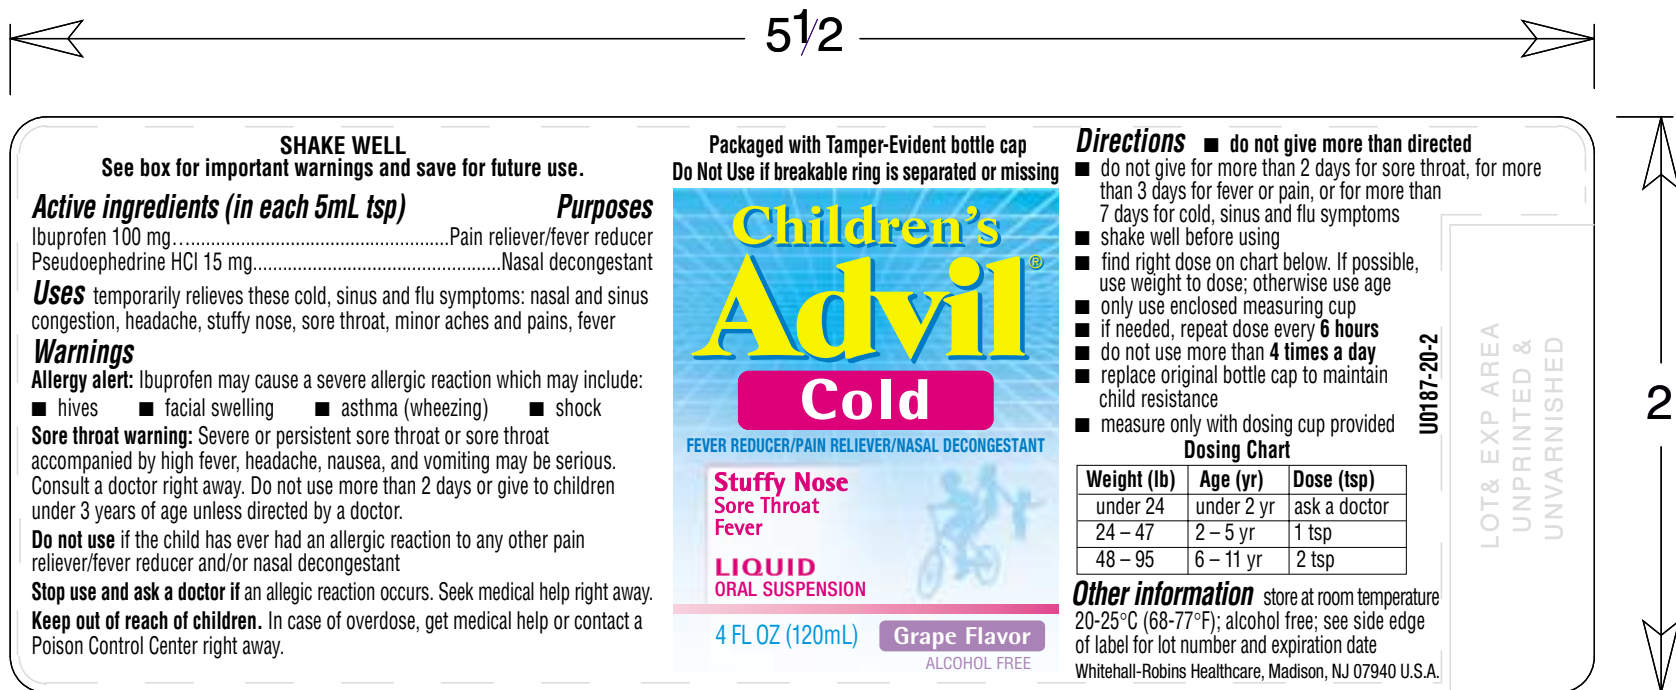 5 1/2
SHAKE WELL
See box for important warnings and save for future use.
Active ingredients (in each 5mL tsp) Purposes
Ibuprofen 100 mg…......................................................Pain reliever/fever reducer
Pseudoephedrine HCl 15 mg...................................................Nasal decongestant
Uses temporarily relieves these cold, sinus and flu symptoms: nasal and sinus
congestion, headache, stuffy nose, sore throat, minor aches and pains, fever
Warnings
Allergy alert: Ibuprofen may cause a severe allergic reaction which may include:
■ hives ■ facial swelling ■ asthma (wheezing) ■ shock
Sore throat warning: Severe or persistent sore throat or sore throat
accompanied by high fever, headache, nausea, and vomiting may be serious.
Consult a doctor right away. Do not use more than 2 days or give to children
under 3 years of age unless directed by a doctor.
Do not use if the child has ever had an allergic reaction to any other pain
reliever/fever reducer and/or nasal decongestant
Stop use and ask a doctor if an allegic reaction occurs. Seek medical help right away.
Keep out of reach of children. In case of overdose, get medical help or contact a
Poison Control Center right away.
Packaged with Tamper-Evident bottle cap
Do Not Use if breakable ring is separated or missing
Children's
Advil®
Cold
FEVER REDUCER/PAIN RELIEVER/NASAL DECONGESTANT
Stuffy Nose
Sore Throat
Fever
LIQUID
ORAL SUSPENSION
4 FL OZ (120mL) Grape Flavor
ALCOHOL FREE
Directions ■ do not give more than directed
■ do not give for more than 2 days for sore throat, for more
than 3 days for fever or pain, or for more than
7 days for cold, sinus and flu symptoms
■ shake well before using
■ find right dose on chart below. If possible,
use weight to dose; otherwise use age
■ only use enclosed measuring cup
■ if needed, repeat dose every 6 hours
■ do not use more than 4 times a day
■ replace original bottle cap to maintain
child resistance
■ measure only with dosing cup provided
Dosing Chart
Weight (lb) Age (yr) Dose (tsp)
under 24 under 2 yr ask a doctor
24 – 47 2 – 5 yr 1 tsp
48 – 95 6 – 11 yr 2 tsp
Other information store at room temperature
20-25°C (68-77°F); alcohol free; see side edge
of label for lot number and expiration date
Whitehall-Robins Healthcare, Madison, NJ 07940 U.S.A.
U0187-20-2
LOT& EXP AREA
UNPRINTED &
UNVARNISHED
2